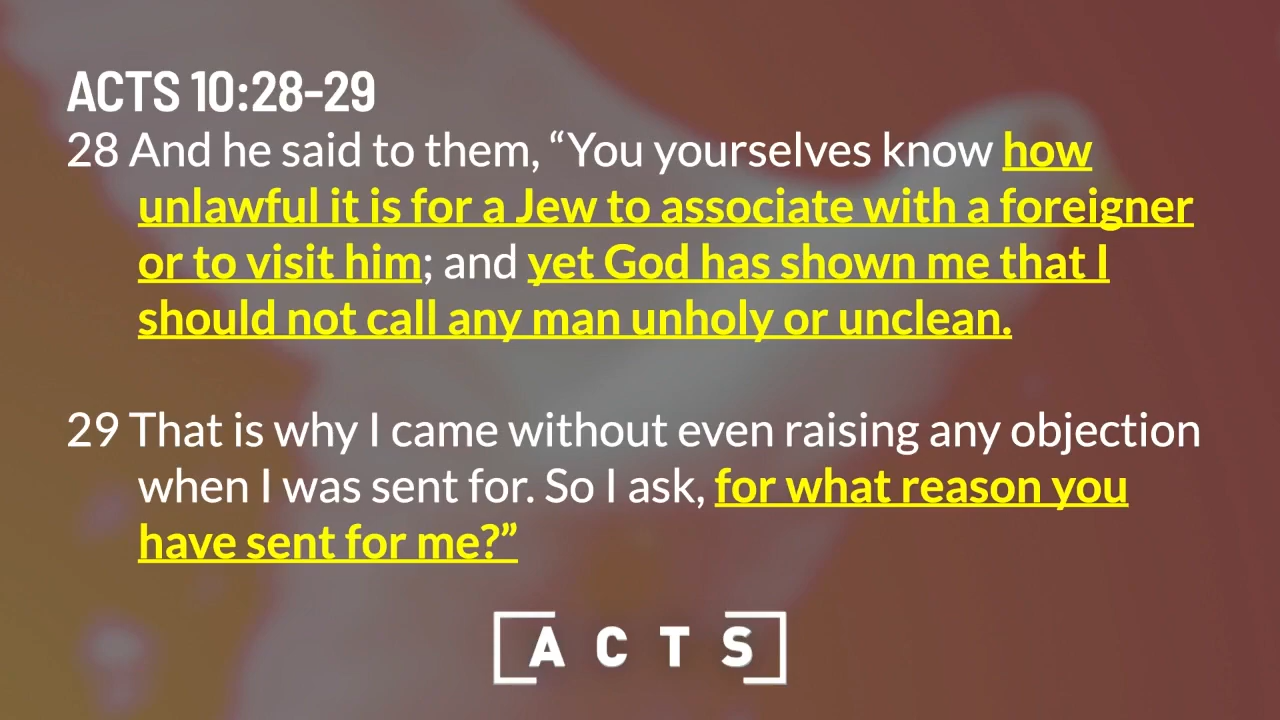 ACTS 10:28-29
28 And he said to them, “You yourselves know how
unlawful it is for a Jew to associate with a foreigner
or to visit him; and yet God has shown me that I
should not call any man unholy or unclean.
29 That is why I came without even raising any objection
when I was sent for. So I ask, for what reason you
have sent for me?”
ACTS